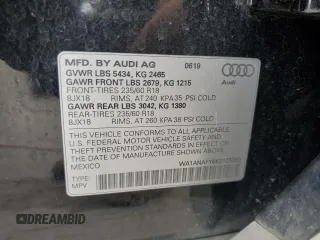 MFD. BY AUDI AG 0619
GVWR LBS 5434, KG 2465
GAWR FRONT LBS 2679, KG 1215
FRONT-TIRES 235/60 R18
8JX18 RIMS, AT 240 KPA 35 PSI COLD
GAWR REAR LBS 3042, KG 1380
REAR-TIRES 235/60 R18
8JX18 RIMS, AT 260 KPA 38 PSI COLD
THIS VEHICLE CONFORMS TO ALL APPLICABLE
U.S. FEDERAL MOTOR VEHICLE SAFETY AND
THEFT PREVENTION STANDARDS IN EFFECT ON
THE DATE OF MANUFACTURE SHOWN ABOVE.
MEXICO
TYPE:
MPV
Audi